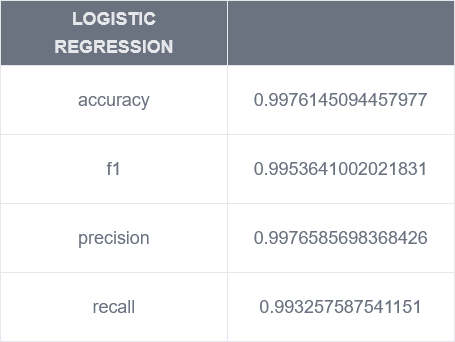 LOGISTIC
REGRESSION
accuracy 0.9976145094457977
f1 0.9953641002021831
precision 0.9976585698368426
recall 0.993257587541151